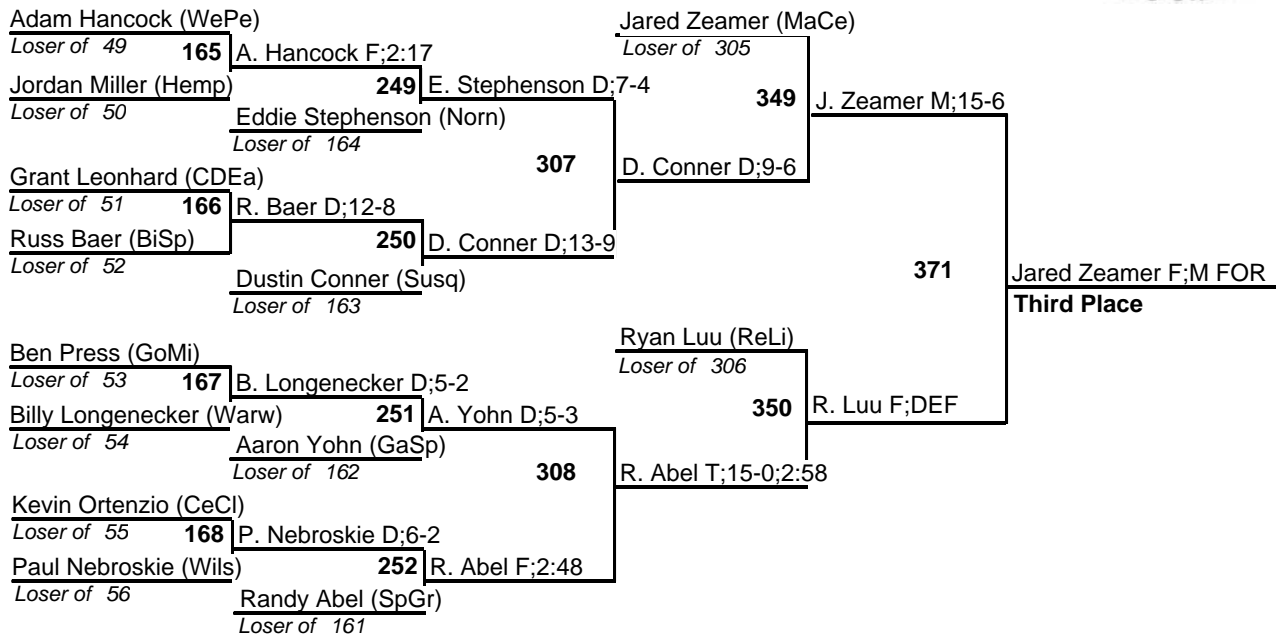 Adam Hancock (WePe)
Loser of 49
165
A. Hancock F;2:17
Jordan Miller (Hemp)
Loser of 50
249
E. Stephenson D;7-4
Eddie Stephenson (Norn)
Loser of 164
Grant Leonhard (CDEa)
Loser of 51
166
R. Baer D;12-8
Russ Baer (BiSp)
Loser of 52
250
D. Conner D;13-9
Dustin Conner (Susq)
Loser of 163
307
D. Conner D;9-6
Jared Zeamer (MaCe)
Loser of 305
349
J. Zeamer M;15-6
Ben Press (GoMi)
Loser of 53
167
B. Longenecker D;5-2
Billy Longenecker (Warw)
Loser of 54
251
A. Yohn D;5-3
Aaron Yohn (GaSp)
Loser of 162
Kevin Ortenzio (CeCl)
Loser of 55
168
P. Nebroskie D;6-2
Paul Nebroskie (Wils)
Loser of 56
252
R. Abel F;2:48
Randy Abel (SpGr)
Loser of 161
308
R. Abel T;15-0;2:58
Ryan Luu (ReLi)
Loser of 306
350
R. Luu F;DEF
371
Jared Zeamer F;M FOR
Third Place